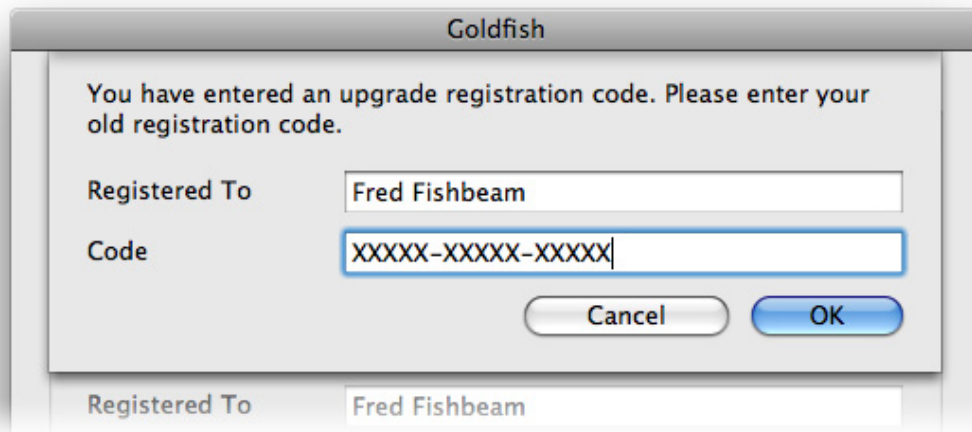 Goldfish
You have entered an upgrade registration code. Please enter your
old registration code.
Registered To Fred Fishbeam
Code XXXXX-XXXXX-XXXXX
Cancel OK
Registered To Fred Fishbeam